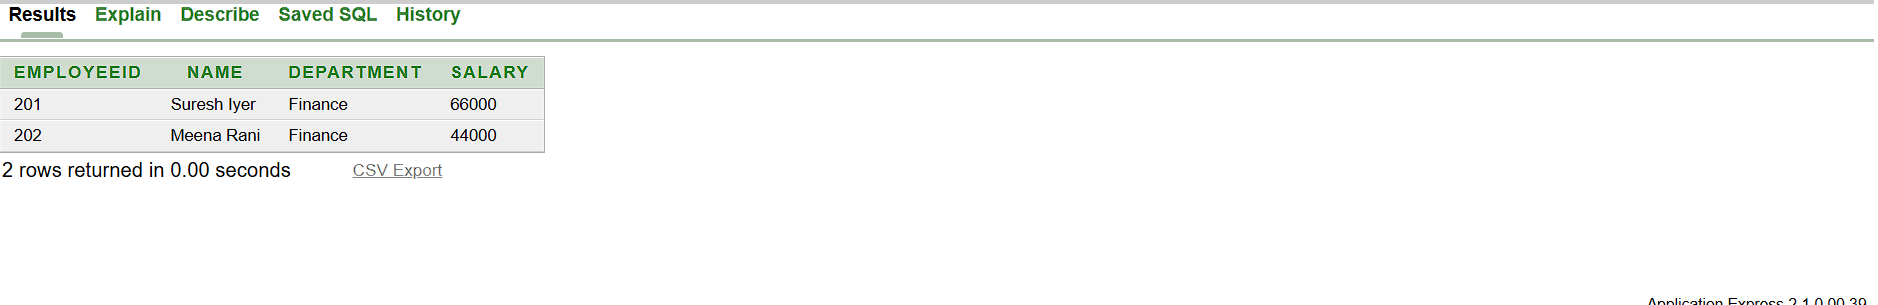 Results Explain Describe Saved SQL History
EMPLOYEEID NAME DEPARTMENT SALARY
201 Suresh Iyer Finance 66000
202 Meena Rani Finance 44000
2 rows returned in 0.00 seconds CSV Export
Application Express 2.1.0.00.39